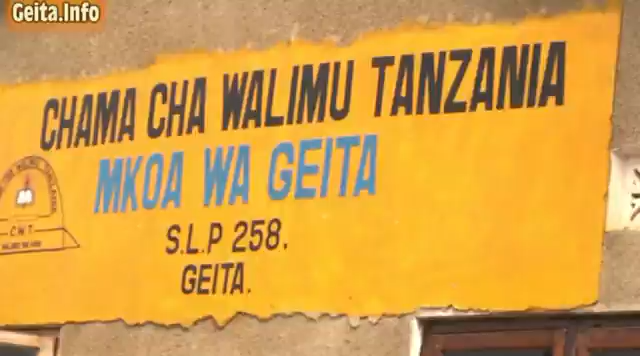 Geita.Info
CHAMA CHA WALIMU TANZANIA
MKOA WA GEITA
S.L.P 258.
GEITA.
C W T